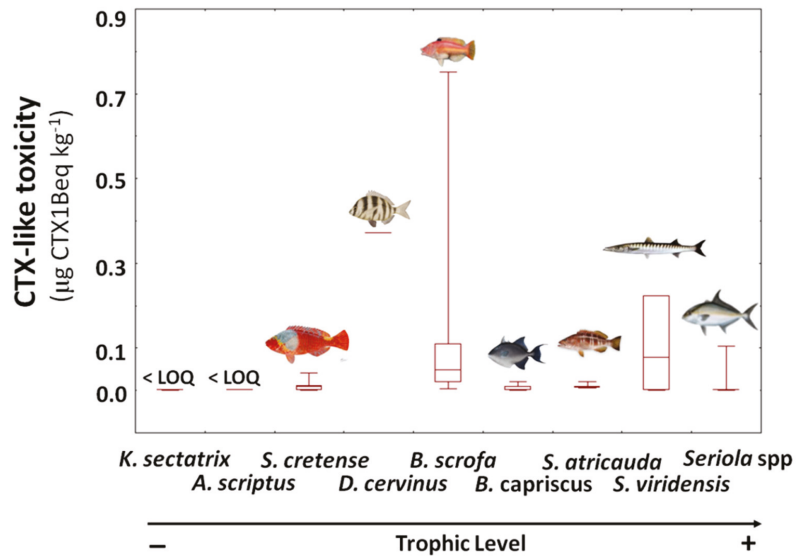 CTX-like toxicity
(µg CTX1Beq kg-1)
0.9
0.7
0.5
0.3
0.1
0.0
< LOQ < LOQ
K. sectatrix S. cretense B. scrofa S. atricauda Seriola spp
A. scriptus D. cervinus B. capriscus S. viridensis
− Trophic Level +